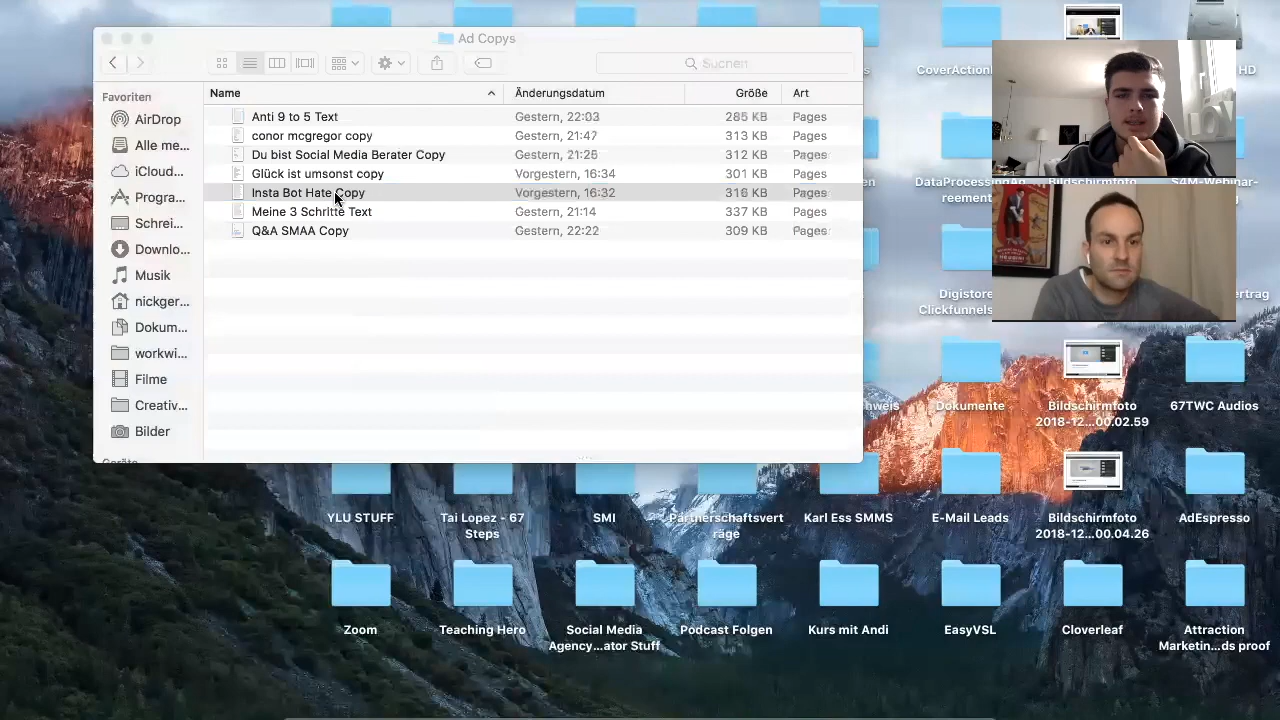 Ad Copys
Suchen
Favoriten
AirDrop
Alle me...
iCloud...
Progra...
Schrei...
Downlo...
Musik
nickger...
Dokum...
workwi...
Filme
Creativ...
Bilder
Name Änderungsdatum Größe Art
Anti 9 to 5 Text Gestern, 22:03 285 KB Pages
conor mcgregor copy Gestern, 21:47 313 KB Pages
Du bist Social Media Berater Copy Gestern, 21:25 312 KB Pages
Glück ist umsonst copy Vorgestern, 16:34 301 KB Pages
Insta Vorgestern, 16:32 KB Pages
Meine 3 Schritte Text Gestern, 21:14 337 KB Pages
Q&A SMAA Copy Gestern, 22:22 309 KB Pages
HD
S4M-Webinar-
Digistore
Clickfunnels
Dokumente
Bildschirmfoto
2018-12...00.02.59
67TWC Audios
YLU STUFF
Tai Lopez - 67
Steps
SMI
Partnerschaftsvert
räge
Karl Ess SMMS
E-Mail Leads
Bildschirmfoto
2018-12...00.04.26
AdEspresso
Zoom
Teaching Hero
Social Media
Agency...ator Stuff
Podcast Folgen
Kurs mit Andi
EasyVSL
Cloverleaf
Attraction
Marketin...ds proof